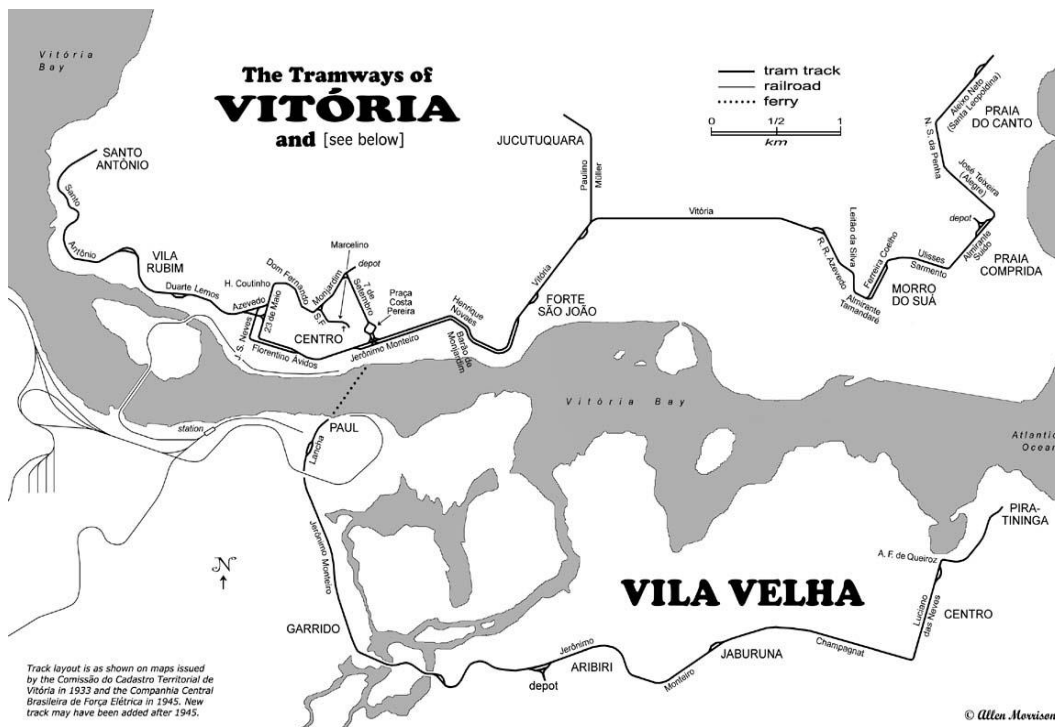 Vitória
Bay
The Tramways of
VITÓRIA
and [see below]
tram track
railroad
ferry
0 1/2 1
km
SANTO
ANTÔNIO
Santo
Antônio
VILA
RUBIM
Duarte Lemos
H. Coutinho
Azevedo
23 de Maio
J. S. Neves
Florentino Ávidos
Dom Fernando
Monjardim
S.F.
Marcelino
depot
7 de
Setembro
Praça
Costa
Pereira
CENTRO
Jerônimo Monteiro
Henrique
Novaes
Barão de
Monjardim
FORTE
SÃO JOÃO
Vitória
JUCUTUQUARA
Paulino
Müller
Vitória
R. R. Azevedo
Leitão da Silva
Almirante
Tamandaré
Ferreira Coelho
MORRO
DO SUÁ
Ulisses
Sarmento
Almirante
Suido
depot
PRAIA
COMPRIDA
José Teixeira
(Alegre)
N. S. da Penha
Aleixo Neto
(Santa Leopoldina)
PRAIA
DO CANTO
Vitória Bay
Atlantic
Ocean
station
PAUL
Lancha
Jerônimo Monteiro
N
GARRIDO
VILA VELHA
PIRA-
TININGA
A. F. de Queiroz
Luciano
das Neves
CENTRO
Champagnat
JABURUNA
Jerônimo
Monteiro
ARIBIRI
depot
Track layout is as shown on maps issued
by the Comissão do Cadastro Territorial de
Vitória in 1933 and the Companhia Central
Brasileira de Força Elétrica in 1945. New
track may have been added after 1945.
© Allen Morrison